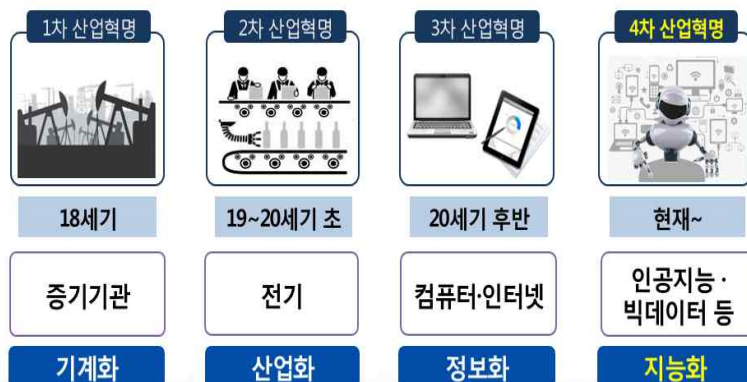 1차 산업혁명
2차 산업혁명
3차 산업혁명
4차 산업혁명
18세기
19~20세기 초
20세기 후반
현재~
증기기관
전기
컴퓨터·인터넷
인공지능·
빅데이터 등
기계화
산업화
정보화
지능화